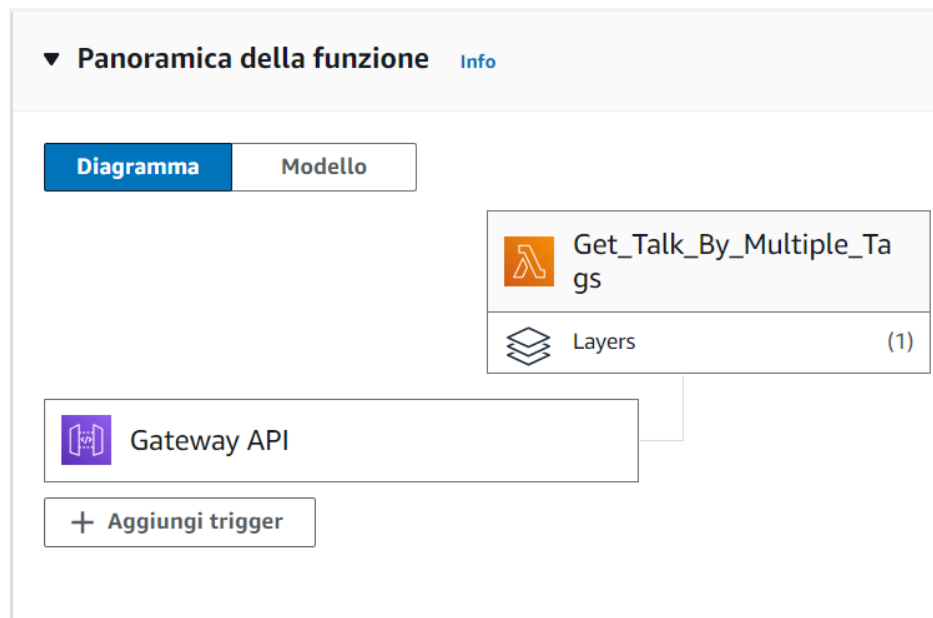 ▼ Panoramica della funzione Info
Diagramma Modello
Get_Talk_By_Multiple_Ta
gs
Layers (1)
Gateway API
+ Aggiungi trigger